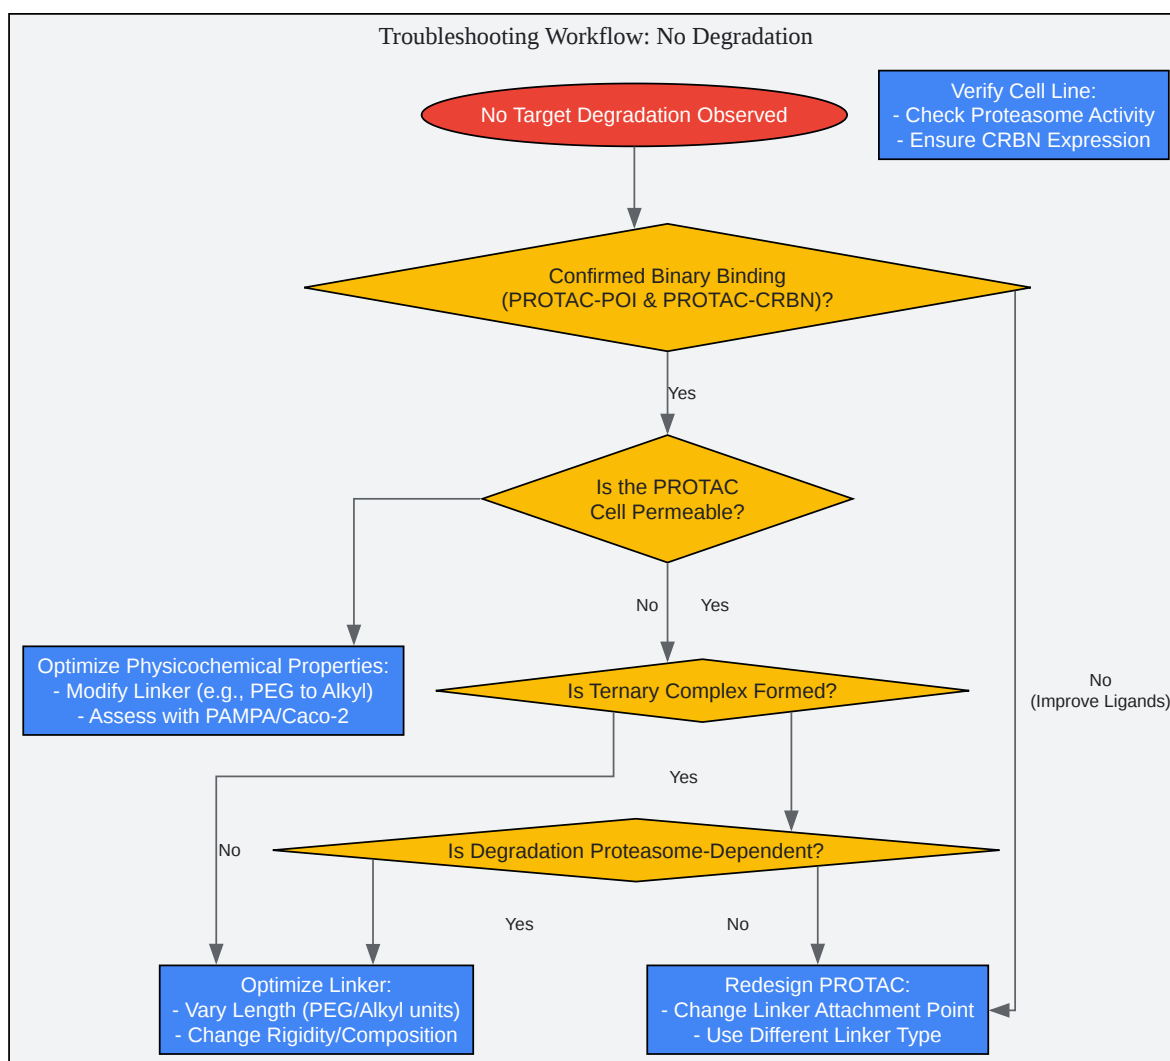 Troubleshooting Workflow: No Degradation
No Target Degradation Observed
Verify Cell Line:
- Check Proteasome Activity
- Ensure CRBN Expression
Confirmed Binary Binding
(PROTAC-POI & PROTAC-CRBN)?
Yes
Is the PROTAC
Cell Permeable?
No
Yes
Optimize Physicochemical Properties:
- Modify Linker (e.g., PEG to Alkyl)
- Assess with PAMPA/Caco-2
Is Ternary Complex Formed?
No
(Improve Ligands)
Yes
No
Is Degradation Proteasome-Dependent?
Yes
No
Optimize Linker:
- Vary Length (PEG/Alkyl units)
- Change Rigidity/Composition
Redesign PROTAC:
- Change Linker Attachment Point
- Use Different Linker Type